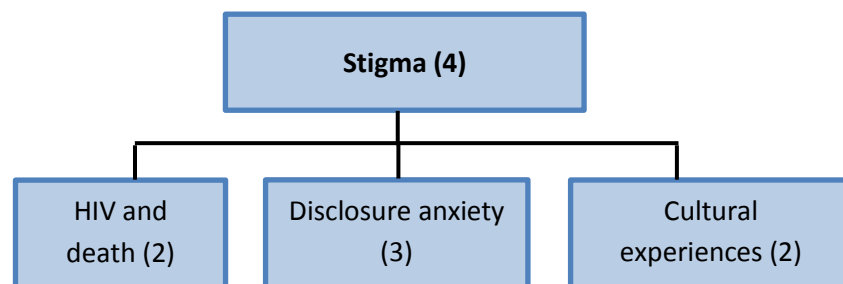 Stigma (4)
HIV and
death (2)
Disclosure anxiety
(3)
Cultural
experiences (2)